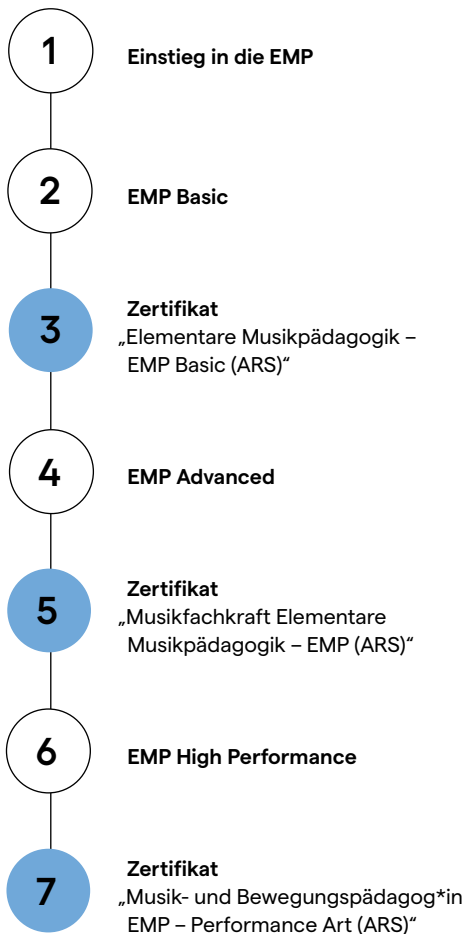 1
Einstieg in die EMP
2
EMP Basic
3
Zertifikat
„Elementare Musikpädagogik –
EMP Basic (ARS)“
4
EMP Advanced
5
Zertifikat
„Musikfachkraft Elementare
Musikpädagogik – EMP (ARS)“
6
EMP High Performance
7
Zertifikat
„Musik- und Bewegungspädagog*in
EMP – Performance Art (ARS)“